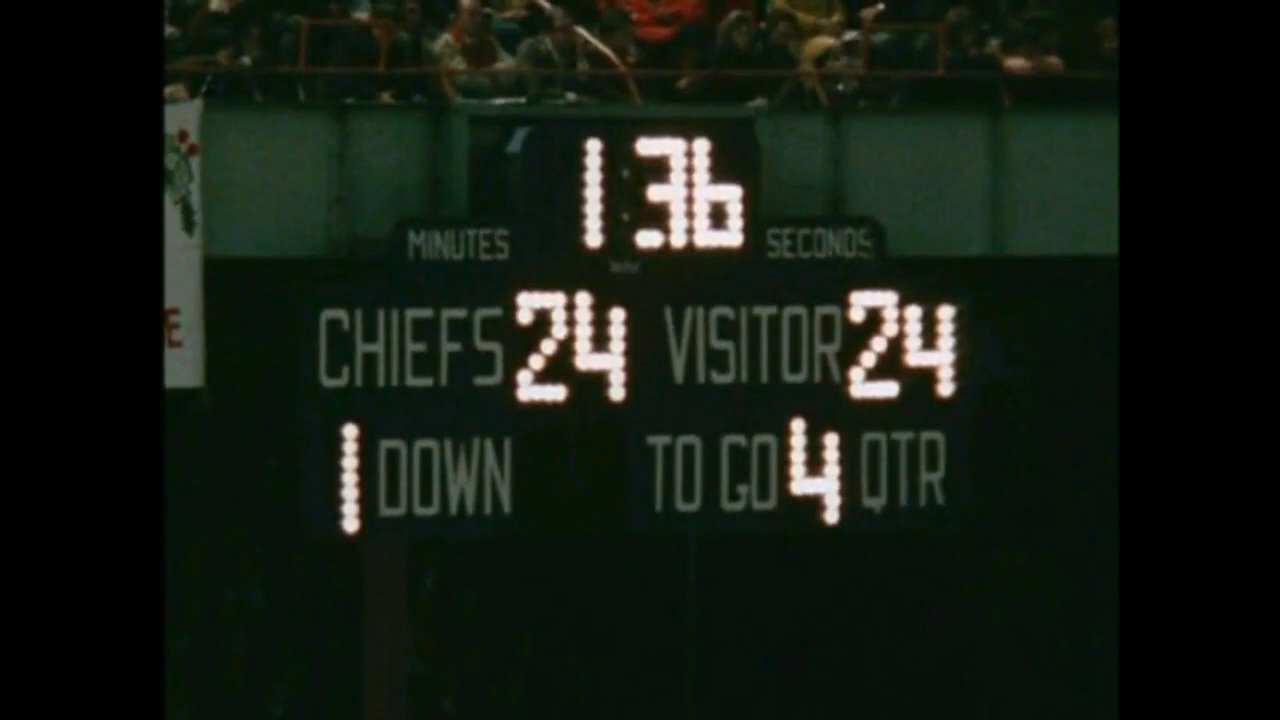 1 36
MINUTES SECONDS
CHIEFS 24 VISITOR 24
1 DOWN TO GO 4 QTR
E